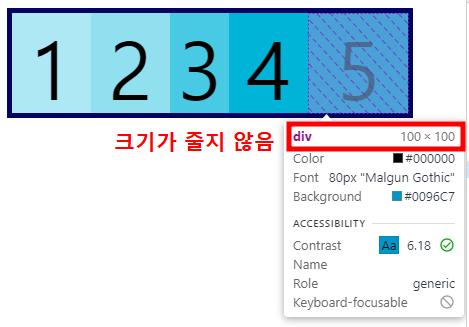 1 2 3 4 5
크기가 줄지 않음
div 100 × 100
Color #000000
Font 80px "Malgun Gothic"
Background #0096C7
ACCESSIBILITY
Contrast Aa 6.18
Name
Role generic
Keyboard-focusable